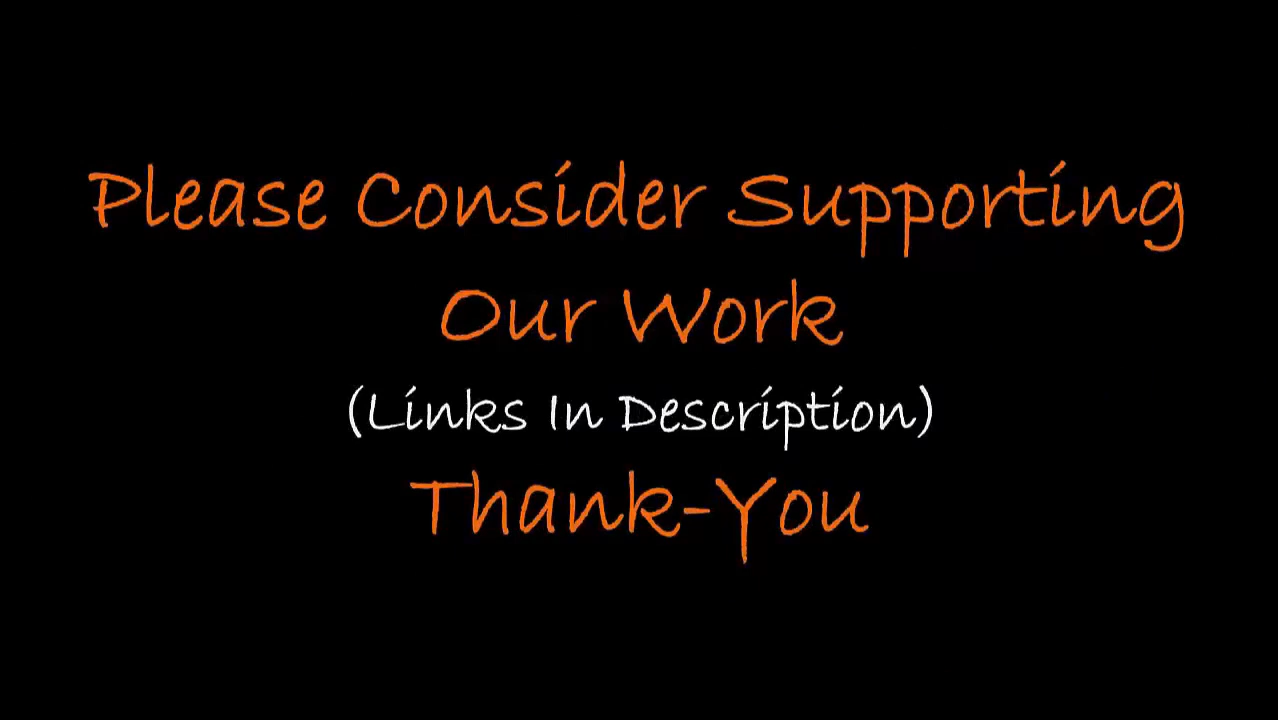 Please Consider Supporting
Our Work
(Links In Description)
Thank-You